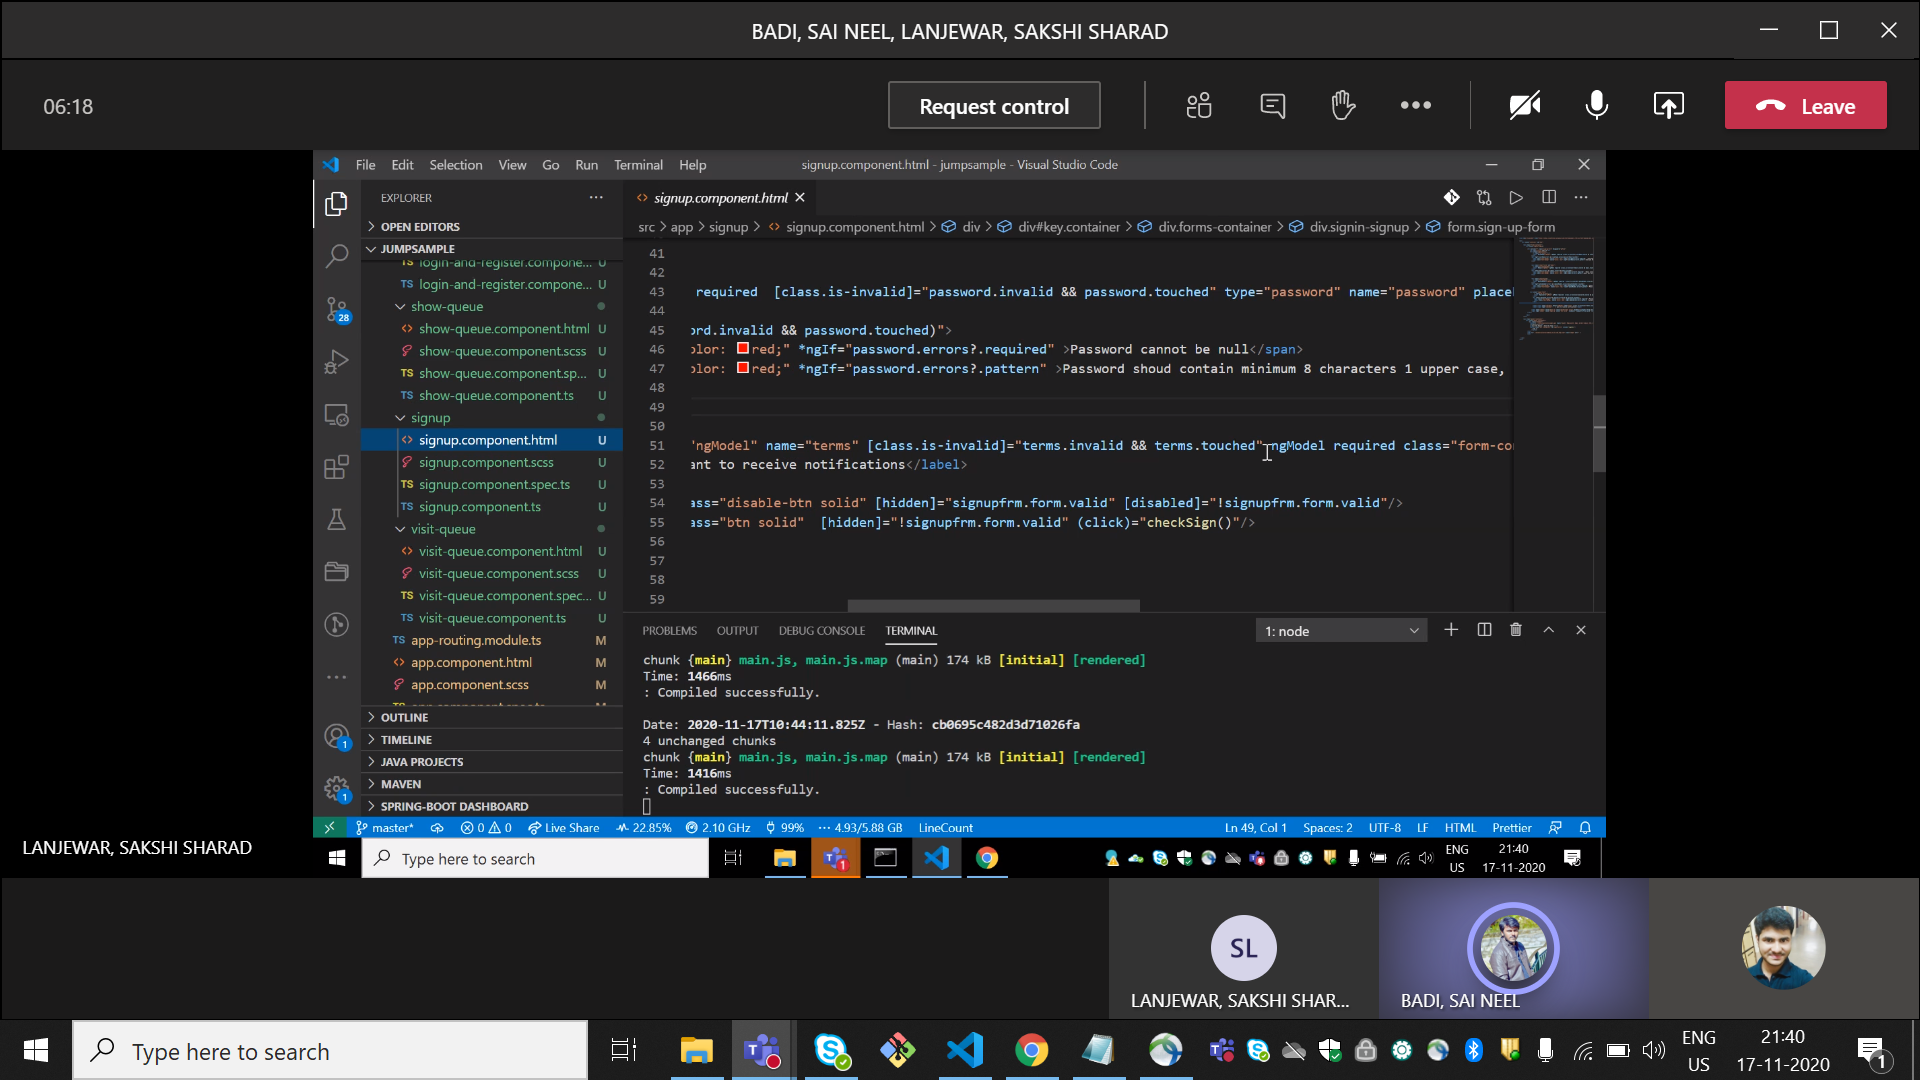 BADI, SAI NEEL, LANJEWAR, SAKSHI SHARAD
06:18
Request control
Leave
File Edit Selection View Go Run Terminal Help
signup.component.html - jumpsample - Visual Studio Code
EXPLORER
signup.component.html
OPEN EDITORS
src > app > signup > signup.component.html > div > div#key.container > div.forms-container > div.signin-signup > form.sign-up-form
JUMPSAMPLE
TS login-and-register.compone... U
TS login-and-register.compone... U
show-queue
show-queue.component.html U
show-queue.component.scss U
TS show-queue.component.sp... U
TS show-queue.component.ts U
signup
signup.component.html U
signup.component.scss U
TS signup.component.spec.ts U
TS signup.component.ts U
visit-queue
visit-queue.component.html U
visit-queue.component.scss U
TS visit-queue.component.spec... U
TS visit-queue.component.ts U
TS app-routing.module.ts M
app.component.html M
app.component.scss M
OUTLINE
TIMELINE
JAVA PROJECTS
MAVEN
SPRING-BOOT DASHBOARD
28
1
1
41
42
43 required [class.is-invalid]="password.invalid && password.touched" type="password" name="password" place
44
45 ord.invalid && password.touched)">
46 olor: red;" *ngIf="password.errors?.required" >Password cannot be null</span>
47 olor: red;" *ngIf="password.errors?.pattern" >Password shoud contain minimum 8 characters 1 upper case,
48
49
50
51 "ngModel" name="terms" [class.is-invalid]="terms.invalid && terms.touched" ngModel required class="form-co
52 ant to receive notifications</label>
53
54 ass="disable-btn solid" [hidden]="signupfrm.form.valid" [disabled]="!signupfrm.form.valid"/>
55 ass="btn solid" [hidden]="!signupfrm.form.valid" (click)="checkSign()"/>
56
57
58
59
PROBLEMS OUTPUT DEBUG CONSOLE TERMINAL
1: node
chunk {main} main.js, main.js.map (main) 174 kB [initial] [rendered]
Time: 1466ms
: Compiled successfully.
Date: 2020-11-17T10:44:11.825Z - Hash: cb0695c482d3d71026fa
4 unchanged chunks
chunk {main} main.js, main.js.map (main) 174 kB [initial] [rendered]
Time: 1416ms
: Compiled successfully.
master* 0 0 Live Share 22.85% 2.10 GHz 99% 4.93/5.88 GB LineCount
Ln 49, Col 1 Spaces: 2 UTF-8 LF HTML Prettier
LANJEWAR, SAKSHI SHARAD
Type here to search
1
ENG
US
21:40
17-11-2020
SL
LANJEWAR, SAKSHI SHAR...
BADI, SAI NEEL
Type here to search
ENG
US
21:40
17-11-2020
1